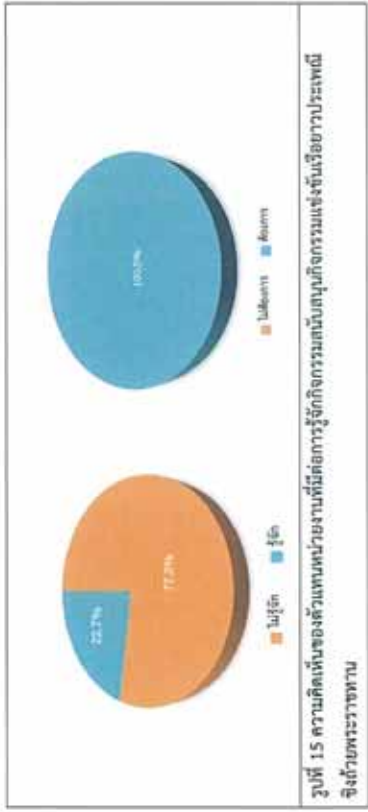 22.7%
77.3%
ไม่รู้จัก รู้จัก
100.0%
ไม่ต้องการ ต้องการ
รูปที่ 15 ความคิดเห็นของตัวแทนหน่วยงานที่มีต่อการรู้จักกิจกรรมสนับสนุนกิจกรรมแข่งขันเรือยาวประเพณี
ชิงถ้วยพระราชทาน